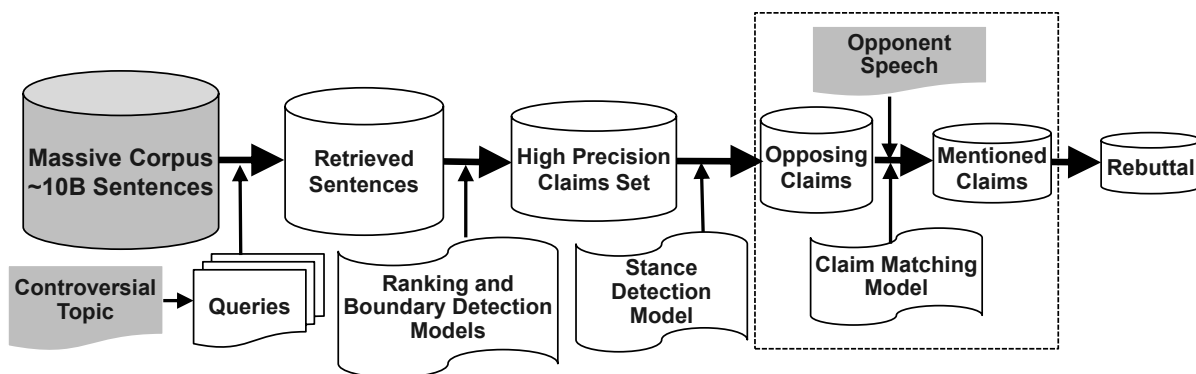 Opponent
Speech
Massive Corpus
~10B Sentences
Retrieved
Sentences
High Precision
Claims Set
Opposing
Claims
Mentioned
Claims
Rebuttal
Controversial
Topic
Queries
Ranking and
Boundary Detection
Models
Stance
Detection
Model
Claim Matching
Model